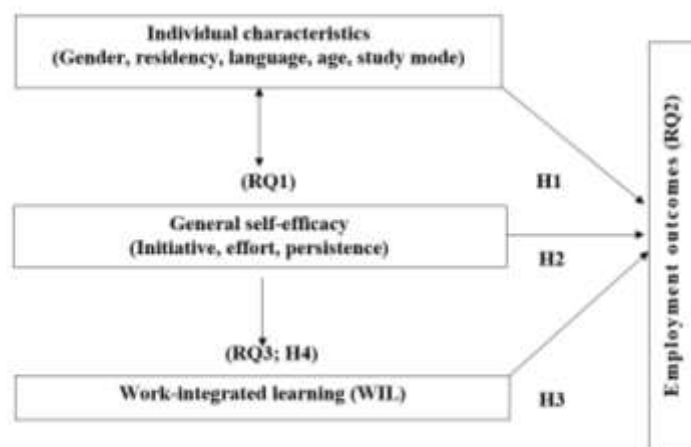 Individual characteristics
(Gender, residency, language, age, study mode)
(RQ1)
H1
General self-efficacy
(Initiative, effort, persistence)
H2
(RQ3; H4)
Work-integrated learning (WIL)
H3
Employment outcomes (RQ2)